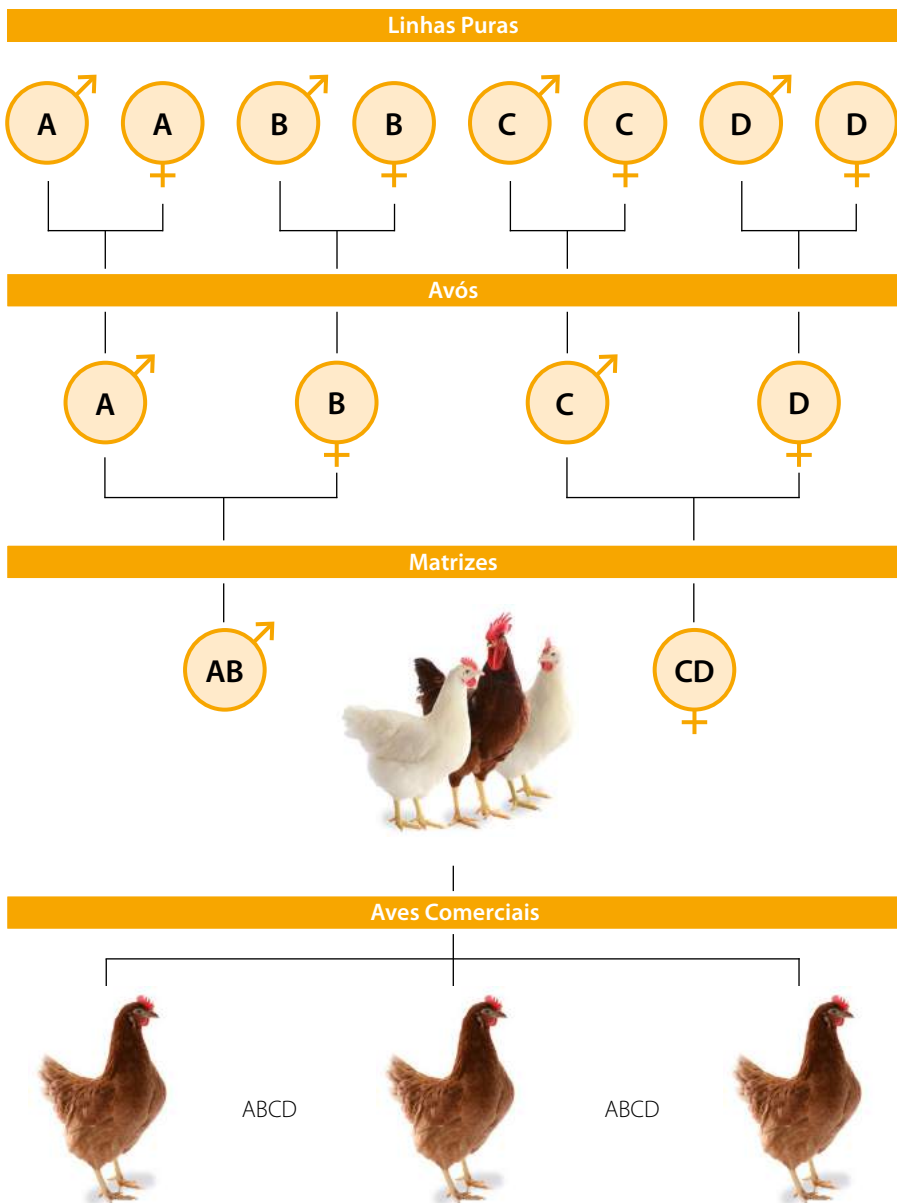 Linhas Puras
A A B B C C D D
Avós
A B C D
Matrizes
AB CD
Aves Comerciais
ABCD ABCD